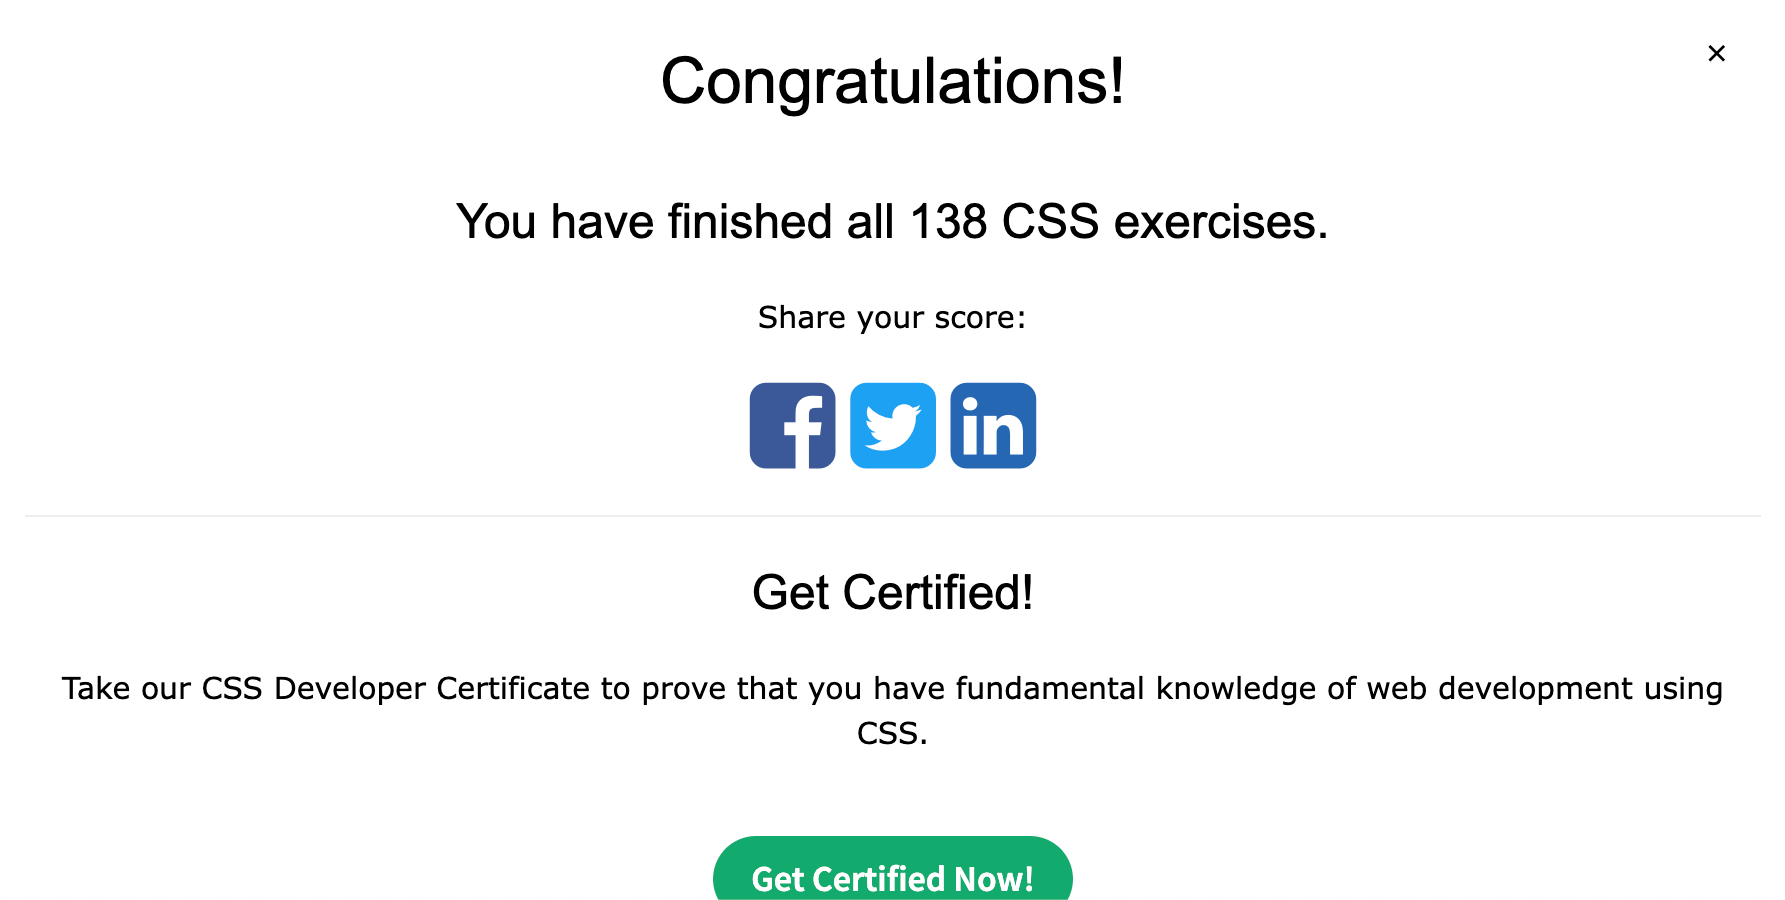 Congratulations!
×
You have finished all 138 CSS exercises.
Share your score:
f
in
Get Certified!
Take our CSS Developer Certificate to prove that you have fundamental knowledge of web development using
CSS.
Get Certified Now!